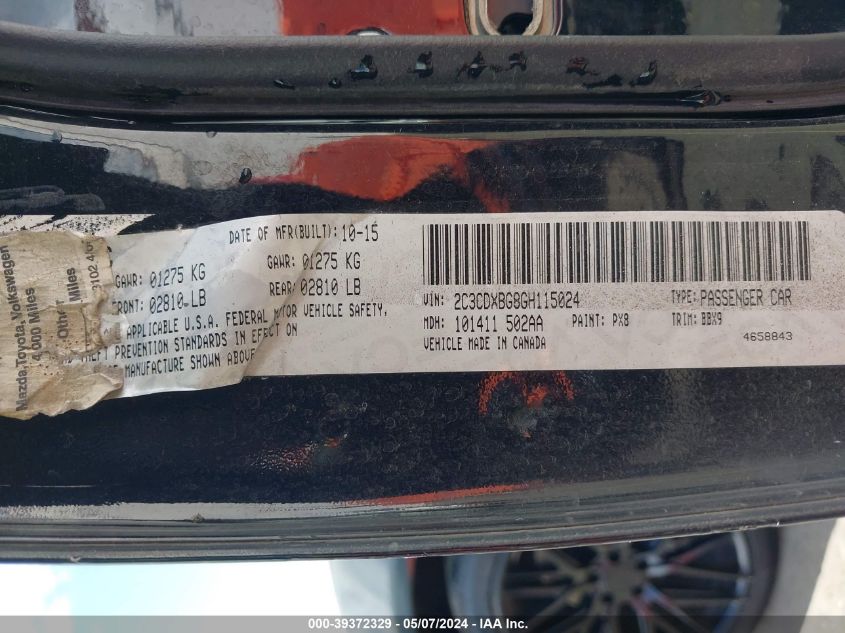 DATE OF MFR(BUILT): 10-15
GAWR: 01275 KG GAWR: 01275 KG
FRONT: 02810 LB REAR: 02810 LB
APPLICABLE U.S.A. FEDERAL MOTOR VEHICLE SAFETY,
THEFT PREVENTION STANDARDS IN EFFECT ON
MANUFACTURE SHOWN ABOVE
VIN: 2C3CDXBG8GH115024 TYPE: PASSENGER CAR
MDH: 101411 502AA PAINT: PX8 TRIM: BBX9
VEHICLE MADE IN CANADA 4658843
Mazda,Toyota,Volkswagen
4,000 Miles
Other
Miles
3102
000-39372329 - 05/07/2024 - IAA Inc.